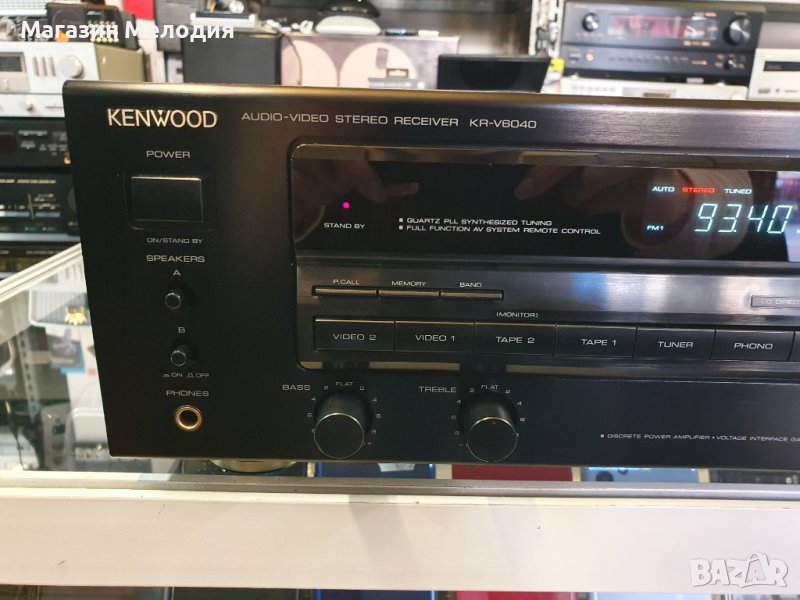 Магазин Мелодия
KENWOOD
AUDIO-VIDEO STEREO RECEIVER KR-V6040
POWER
ON/STAND BY
SPEAKERS
A
B
ON OFF
PHONES
STAND BY
QUARTZ PLL SYNTHESIZED TUNING
FULL FUNCTION AV SYSTEM REMOTE CONTROL
AUTO STEREO TUNED
FM1 93.40
P.CALL MEMORY BAND
CD DIREC
(MONITOR)
VIDEO 2 VIDEO 1 TAPE 2 TAPE 1 TUNER PHONO
BASS FLAT
TREBLE FLAT
DISCRETE POWER AMPLIFIER • VOLTAGE INTERFACE GA
BAZAR